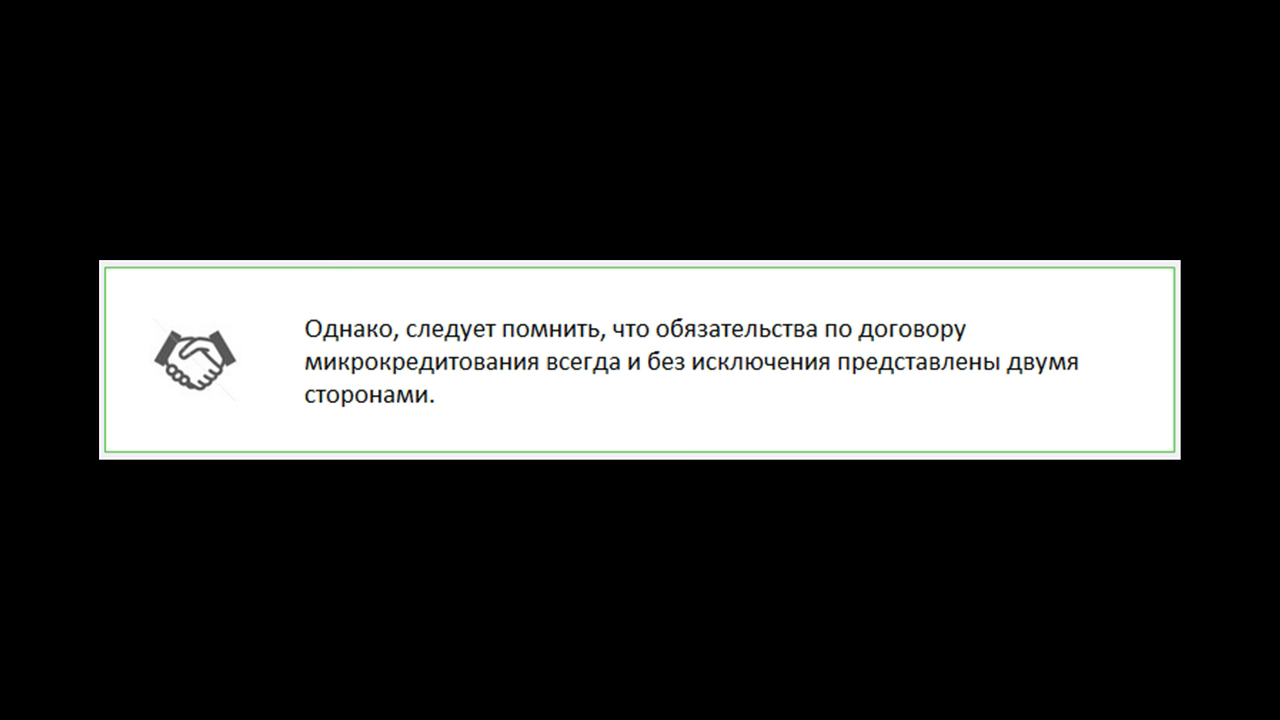 Однако, следует помнить, что обязательства по договору
микрокредитования всегда и без исключения представлены двумя
сторонами.